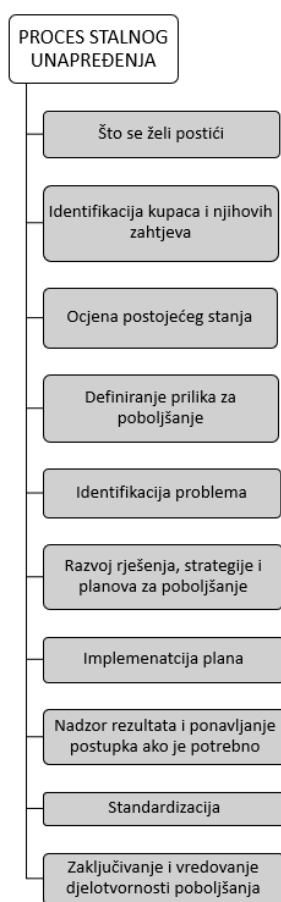 PROCES STALNOG
UNAPREĐENJA
Što se želi postići
Identifikacija kupaca i njihovih
zahtjeva
Ocjena postojećeg stanja
Definiranje prilika za
poboljšanje
Identifikacija problema
Razvoj rješenja, strategije i
planova za poboljšanje
Implemenatcija plana
Nadzor rezultata i ponavljanje
postupka ako je potrebno
Standardizacija
Zaključivanje i vredovanje
djelotvornosti poboljšanja